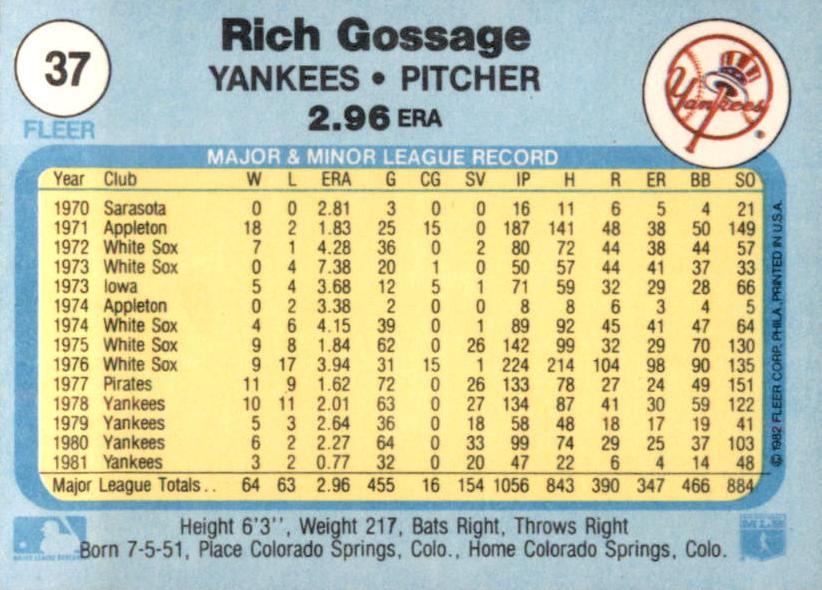 37
Rich Gossage
YANKEES • PITCHER
2.96 ERA
FLEER
Yankees
MAJOR & MINOR LEAGUE RECORD
Year Club W L ERA G CG SV IP H R ER BB SO
1970 Sarasota 0 0 2.81 3 0 0 16 11 6 5 4 21
1971 Appleton 18 2 1.83 25 15 0 187 141 48 38 50 149
1972 White Sox 7 1 4.28 36 0 2 80 72 44 38 44 57
1973 White Sox 0 4 7.38 20 1 0 50 57 44 41 37 33
1973 Iowa 5 4 3.68 12 5 1 71 59 32 29 28 66
1974 Appleton 0 2 3.38 2 0 0 8 8 6 3 4 5
1974 White Sox 4 6 4.15 39 0 1 89 92 45 41 47 64
1975 White Sox 9 8 1.84 62 0 26 142 99 32 29 70 130
1976 White Sox 9 17 3.94 31 15 1 224 214 104 98 90 135
1977 Pirates 11 9 1.62 72 0 26 133 78 27 24 49 151
1978 Yankees 10 11 2.01 63 0 27 134 87 41 30 59 122
1979 Yankees 5 3 2.64 36 0 18 58 48 18 17 19 41
1980 Yankees 6 2 2.27 64 0 33 99 74 29 25 37 103
1981 Yankees 3 2 0.77 32 0 20 47 22 6 4 14 48
Major League Totals .. 64 63 2.96 455 16 154 1056 843 390 347 466 884
© 1982 FLEER CORP. PHILA. PRINTED IN U.S.A.
Height 6'3'', Weight 217, Bats Right, Throws Right
Born 7-5-51, Place Colorado Springs, Colo., Home Colorado Springs, Colo.